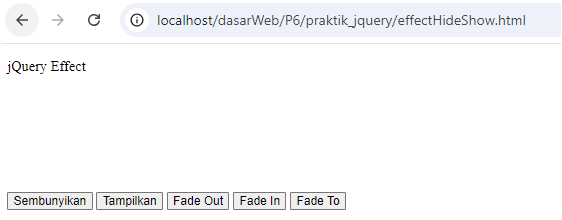 localhost/dasarWeb/P6/praktik_jquery/effectHideShow.html
jQuery Effect
Sembunyikan Tampilkan Fade Out Fade In Fade To